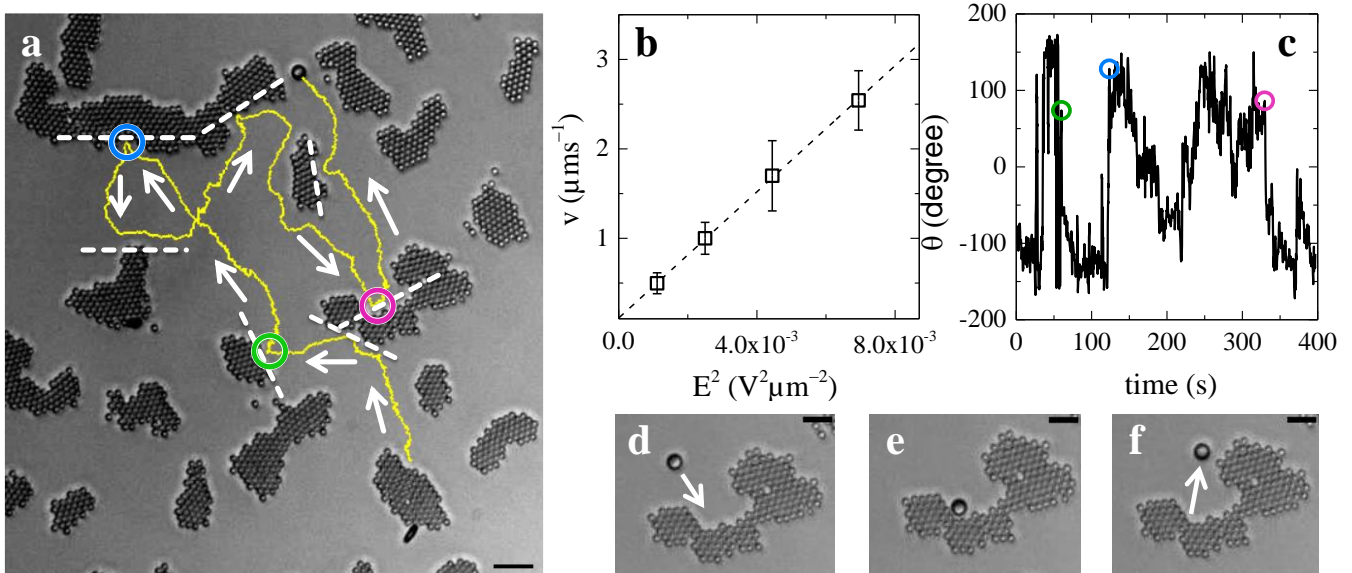 a
b
3
2
1
v (µms⁻¹)
0.0
4.0x10⁻³
8.0x10⁻³
E² (V²µm⁻²)
c
200
100
0
-100
-200
θ (degree)
0
100
200
300
400
time (s)
d
e
f